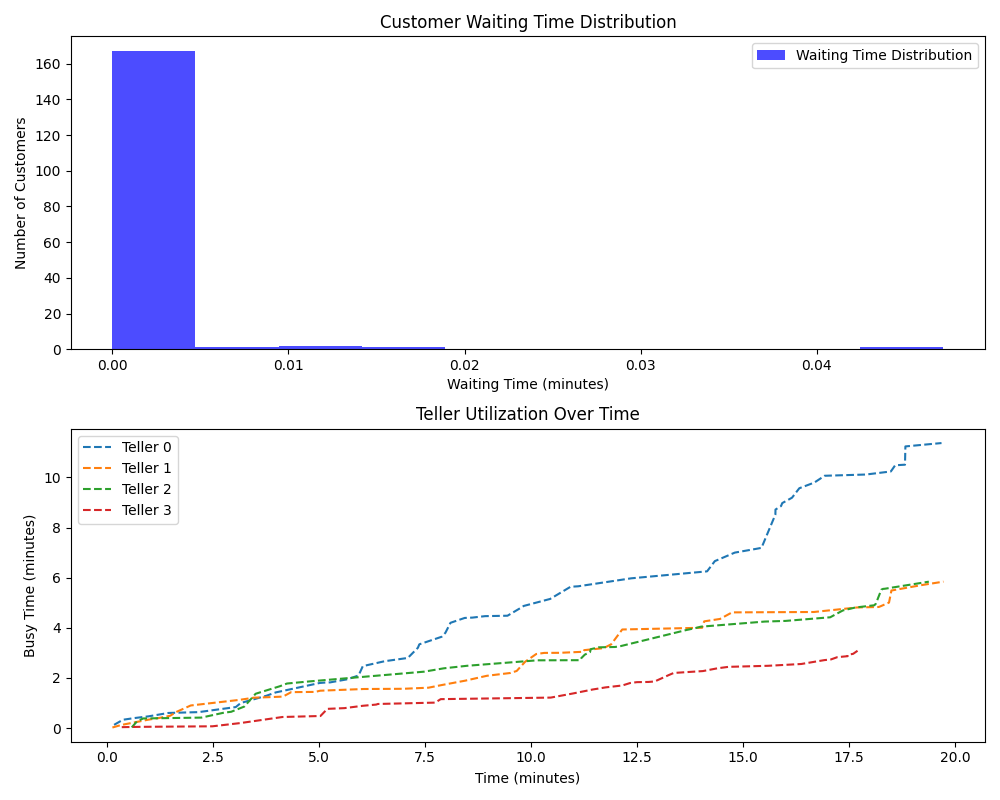 Customer Waiting Time Distribution
160
140
120
100
80
60
40
20
0
Number of Customers
Waiting Time Distribution
0.00 0.01 0.02 0.03 0.04
Waiting Time (minutes)
Teller Utilization Over Time
10
8
6
4
2
0
Busy Time (minutes)
Teller 0
Teller 1
Teller 2
Teller 3
0.0 2.5 5.0 7.5 10.0 12.5 15.0 17.5 20.0
Time (minutes)